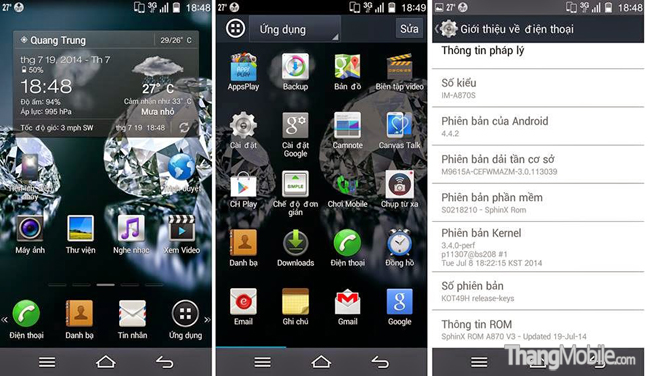 27° 3G 18:48
Quang Trung 29/26° C
thg 7 19, 2014 - Th 7
50%
18:48
27° C
Độ ẩm: 94% Cảm nhân như 33° C
Áp lực: 995 hPa Mưa nhỏ
Tốc độ gió: 3 mph SW thg 7 19 18:48
Máy ảnh Thư viện Nghe nhạc Xem Video
Điện thoại Danh bạ Tin nhắn Ứng dụng
27° 3G 18:49
Ứng dụng Sửa
APPS PLAY
AppsPlay Backup Bản đồ Biên tập video
Cài đặt Cài đặt Google Camnote Canvas Talk
SIMPLE
CH Play Chế độ đơn giản Chơi Mobile Chụp từ xa
Danh bạ Downloads Điện thoại Đồng hồ
Email Ghi chú Gmail Google
27° 3G 18:48
Giới thiệu về điện thoại
Thông tin pháp lý
Số kiểu
IM-A870S
Phiên bản của Android
4.4.2
Phiên bản dải tần cơ sở
M9615A-CEFWMAZM-3.0.113039
Phiên bản phần mềm
S0218210 - SphinX Rom
Phiên bản Kernel
3.4.0-perf
p11307@bs208 #1
Tue Jul 8 18:22:15 KST 2014
Số phiên bản
KOT49H release-keys
Thông tin ROM
SphinX ROM A870 V3 - Updated 19-Jul-14
ThangMobile.com